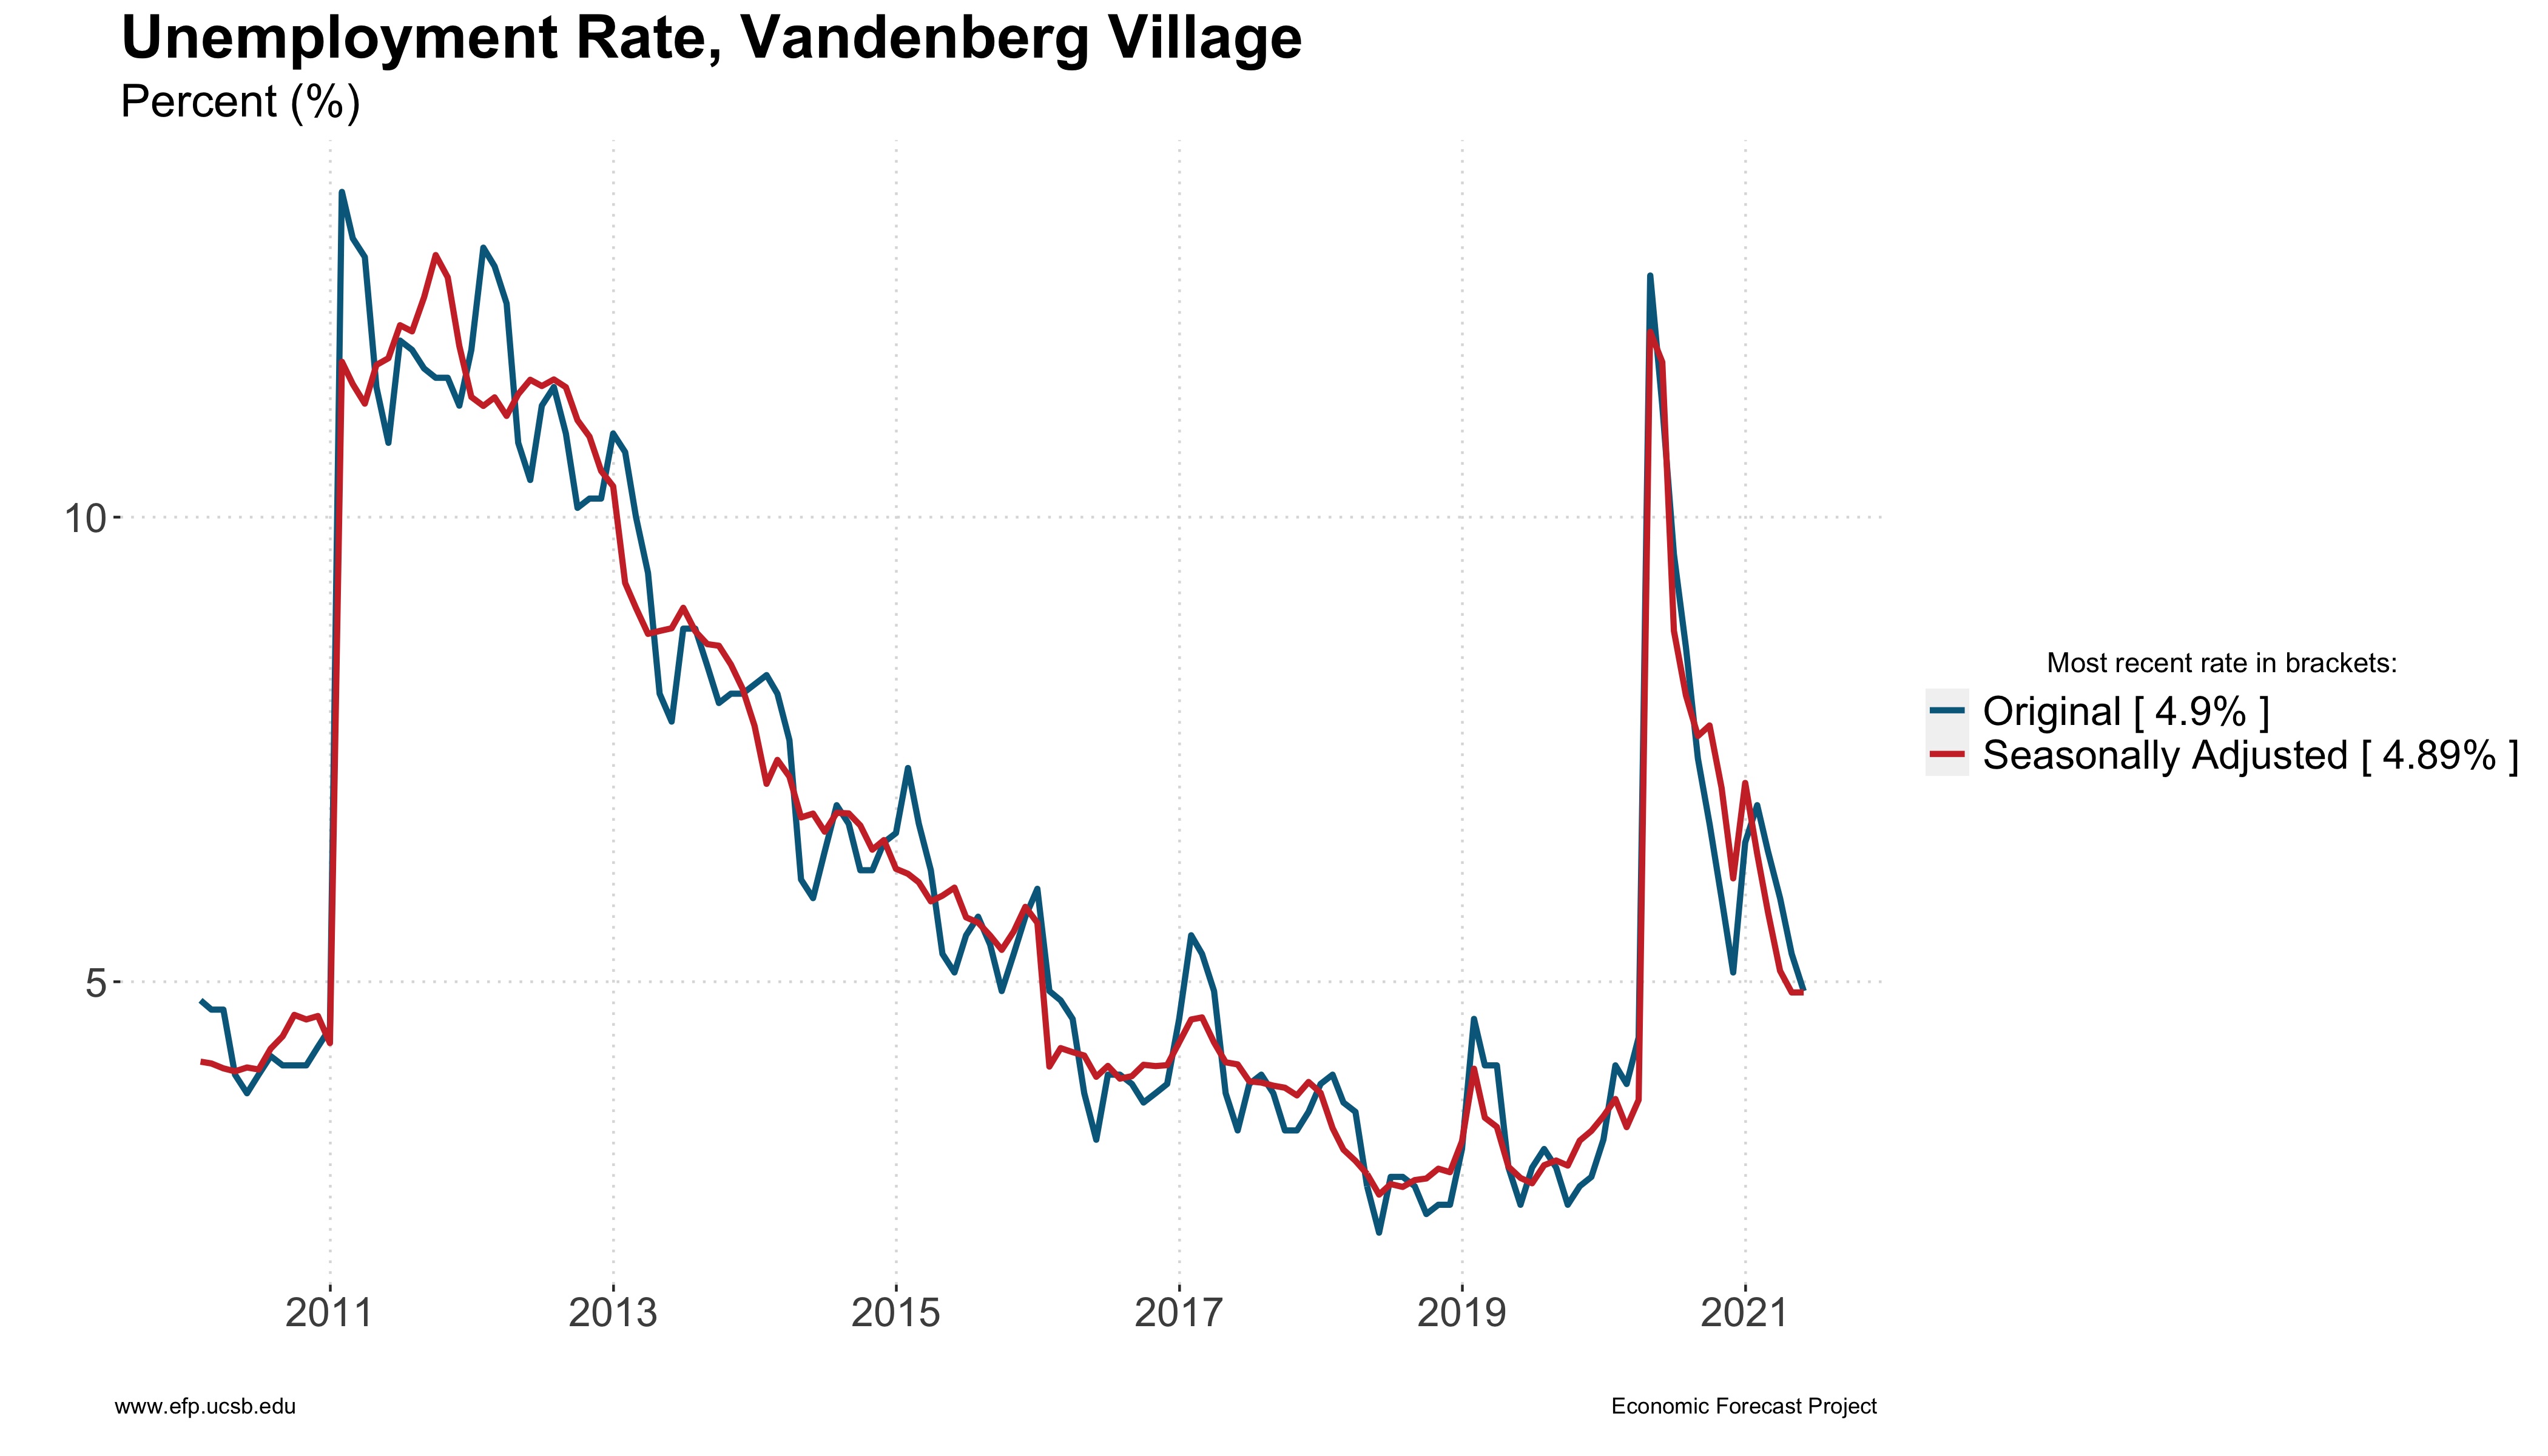 Unemployment Rate, Vandenberg Village
Percent (%)
10
5
2011 2013 2015 2017 2019 2021
Most recent rate in brackets:
Original [ 4.9% ]
Seasonally Adjusted [ 4.89% ]
www.efp.ucsb.edu
Economic Forecast Project